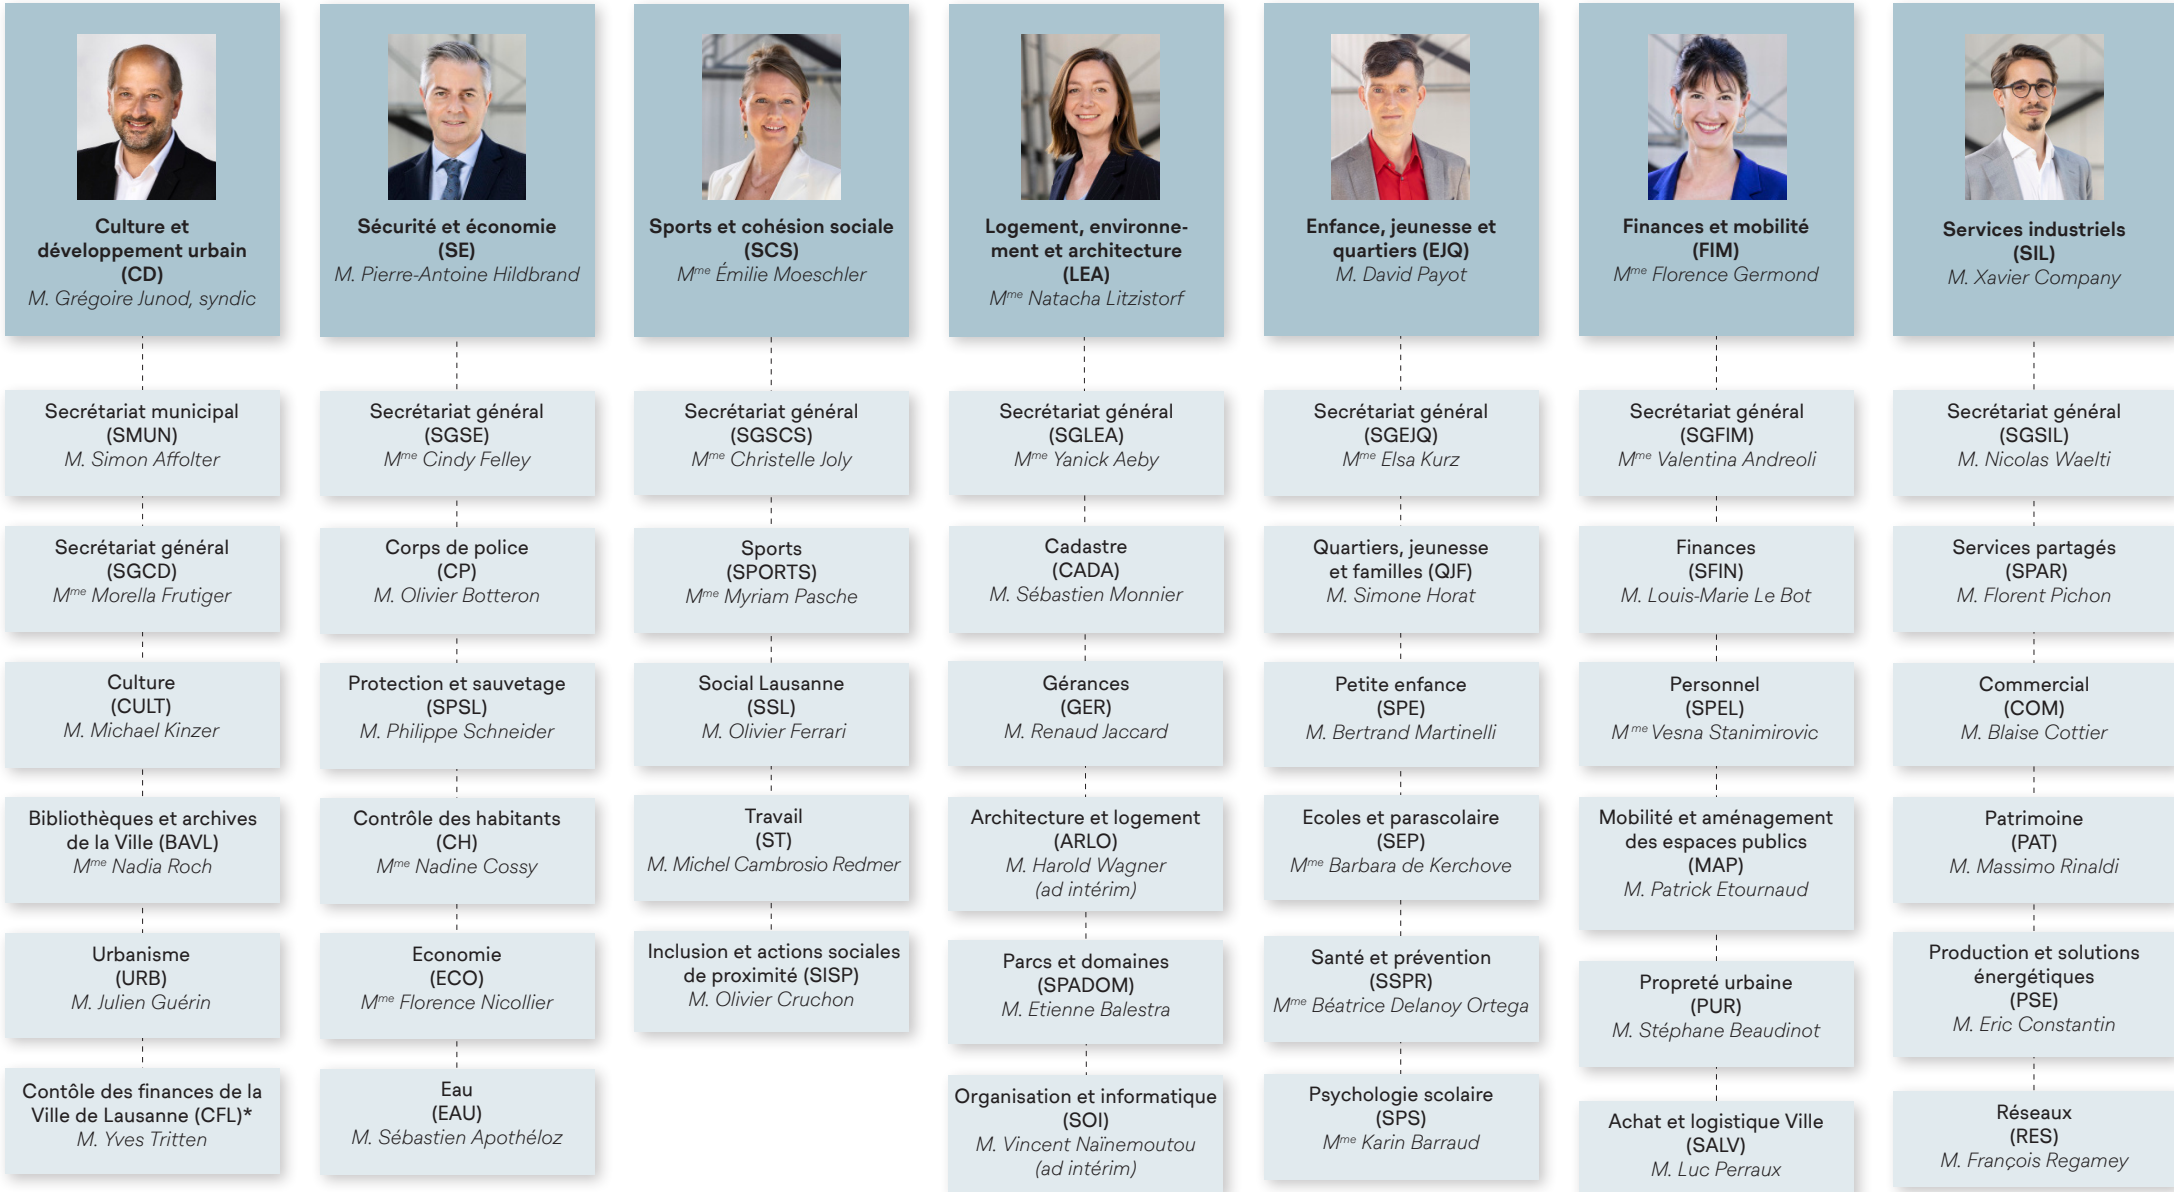 Culture et
développement urbain
(CD)
M. Grégoire Junod, syndic
Secrétariat municipal
(SMUN)
M. Simon Affolter
Secrétariat général
(SGCD)
Mme Morella Frutiger
Culture
(CULT)
M. Michael Kinzer
Bibliothèques et archives
de la Ville (BAVL)
Mme Nadia Roch
Urbanisme
(URB)
M. Julien Guérin
Contôle des finances de la
Ville de Lausanne (CFL)*
M. Yves Tritten
Sécurité et économie
(SE)
M. Pierre-Antoine Hildbrand
Secrétariat général
(SGSE)
Mme Cindy Felley
Corps de police
(CP)
M. Olivier Botteron
Protection et sauvetage
(SPSL)
M. Philippe Schneider
Contrôle des habitants
(CH)
Mme Nadine Cossy
Economie
(ECO)
Mme Florence Nicollier
Eau
(EAU)
M. Sébastien Apothéloz
Sports et cohésion sociale
(SCS)
Mme Émilie Moeschler
Secrétariat général
(SGSCS)
Mme Christelle Joly
Sports
(SPORTS)
Mme Myriam Pasche
Social Lausanne
(SSL)
M. Olivier Ferrari
Travail
(ST)
M. Michel Cambrosio Redmer
Inclusion et actions sociales
de proximité (SISP)
M. Olivier Cruchon
Logement, environne-
ment et architecture
(LEA)
Mme Natacha Litzistorf
Secrétariat général
(SGLEA)
Mme Yanick Aeby
Cadastre
(CADA)
M. Sébastien Monnier
Gérances
(GER)
M. Renaud Jaccard
Architecture et logement
(ARLO)
M. Harold Wagner
(ad intérim)
Parcs et domaines
(SPADOM)
M. Etienne Balestra
Organisation et informatique
(SOI)
M. Vincent Naïnemoutou
(ad intérim)
Enfance, jeunesse et
quartiers (EJQ)
M. David Payot
Secrétariat général
(SGEJQ)
Mme Elsa Kurz
Quartiers, jeunesse
et familles (QJF)
M. Simone Horat
Petite enfance
(SPE)
M. Bertrand Martinelli
Ecoles et parascolaire
(SEP)
Mme Barbara de Kerchove
Santé et prévention
(SSPR)
Mme Béatrice Delanoy Ortega
Psychologie scolaire
(SPS)
Mme Karin Barraud
Finances et mobilité
(FIM)
Mme Florence Germond
Secrétariat général
(SGFIM)
Mme Valentina Andreoli
Finances
(SFIN)
M. Louis-Marie Le Bot
Personnel
(SPEL)
Mme Vesna Stanimirovic
Mobilité et aménagement
des espaces publics
(MAP)
M. Patrick Etournaud
Propreté urbaine
(PUR)
M. Stéphane Beaudinot
Achat et logistique Ville
(SALV)
M. Luc Perraux
Services industriels
(SIL)
M. Xavier Company
Secrétariat général
(SGSIL)
M. Nicolas Waelti
Services partagés
(SPAR)
M. Florent Pichon
Commercial
(COM)
M. Blaise Cottier
Patrimoine
(PAT)
M. Massimo Rinaldi
Production et solutions
énergétiques
(PSE)
M. Eric Constantin
Réseaux
(RES)
M. François Regamey